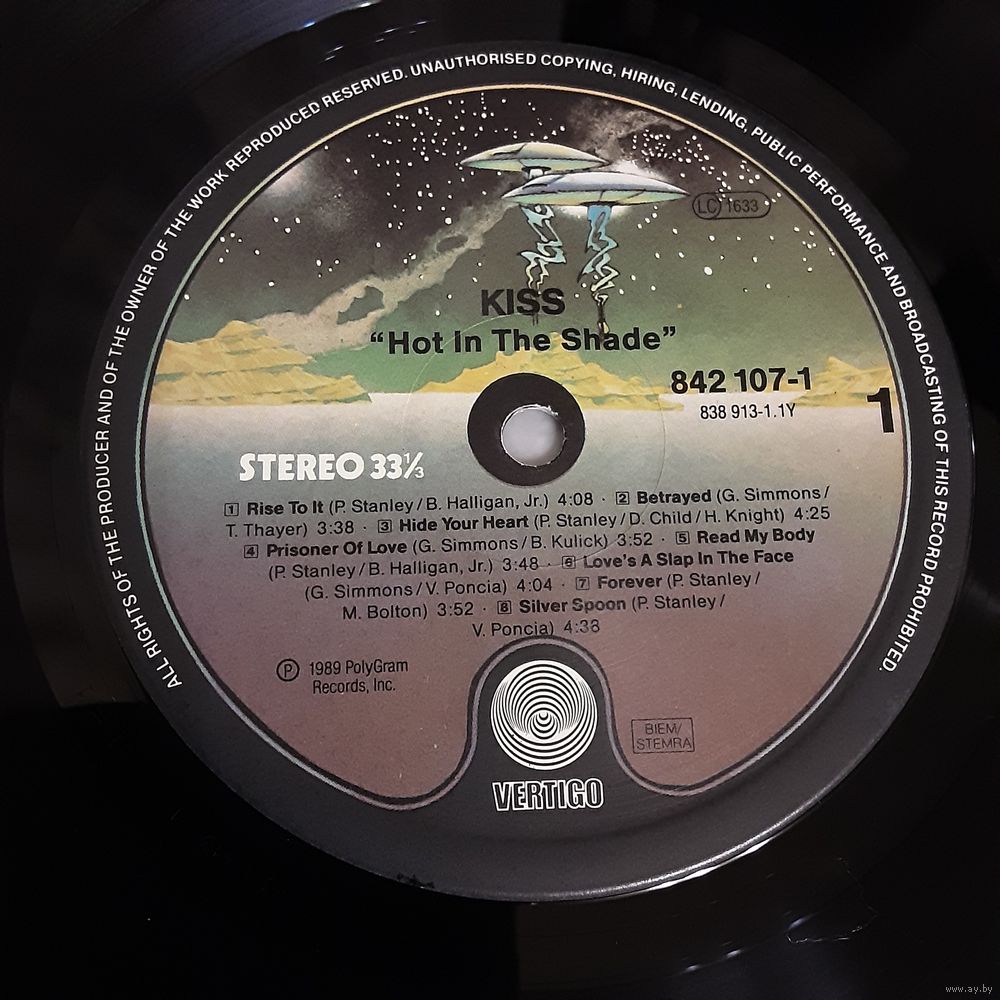 ALL RIGHTS OF THE PRODUCER AND OF THE OWNER OF THE WORK REPRODUCED RESERVED. UNAUTHORISED COPYING, HIRING, LENDING, PUBLIC PERFORMANCE AND BROADCASTING OF THIS RECORD PROHIBITED.
LC 1633
KISS
“Hot In The Shade”
842 107-1
838 913-1.1Y
1
STEREO 33⅓
1 Rise To It (P. Stanley / B. Halligan, Jr.) 4:08 · 2 Betrayed (G. Simmons /
T. Thayer) 3:38 · 3 Hide Your Heart (P. Stanley / D. Child / H. Knight) 4:25
4 Prisoner Of Love (G. Simmons / B. Kulick) 3:52 · 5 Read My Body
(P. Stanley / B. Halligan, Jr.) 3:48 · 6 Love's A Slap In The Face
(G. Simmons / V. Poncia) 4:04 · 7 Forever (P. Stanley /
M. Bolton) 3:52 · 8 Silver Spoon (P. Stanley /
V. Poncia) 4:38
℗ 1989 PolyGram
Records, Inc.
BIEM/
STEMRA
VERTIGO
www.ay.by